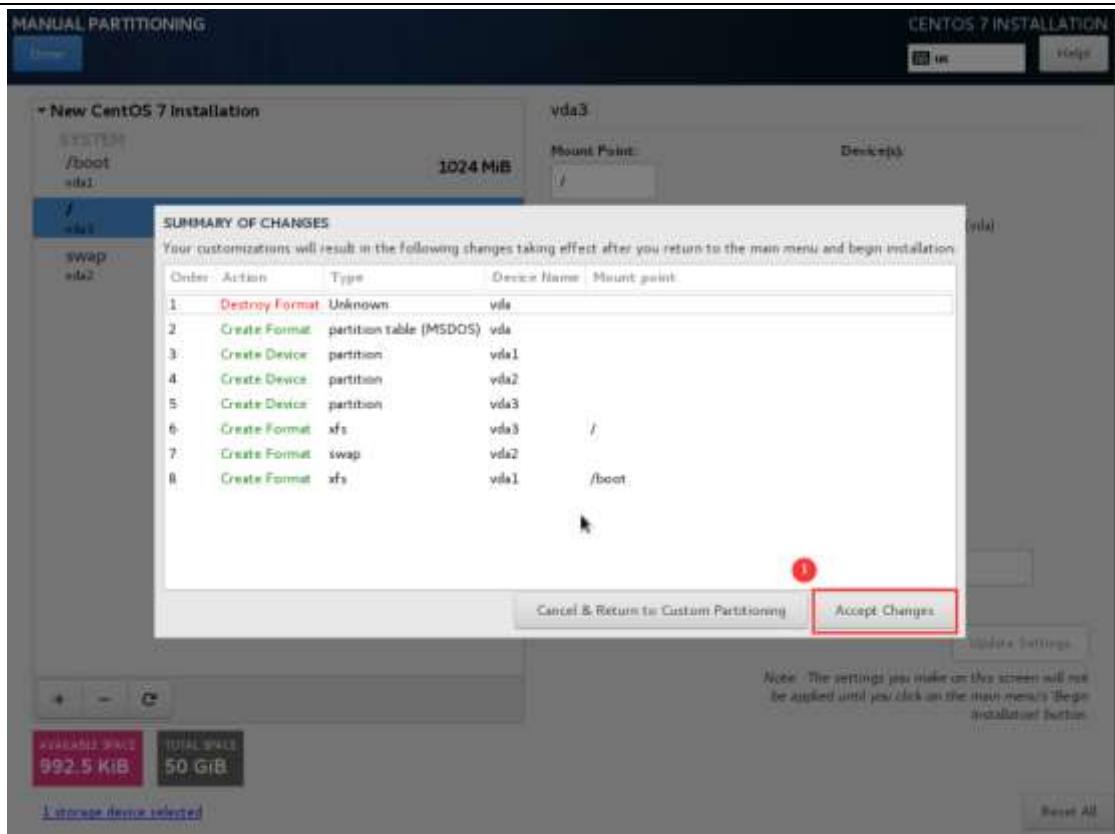 MANUAL PARTITIONING
CENTOS 7 INSTALLATION
Done
us
Help!
New CentOS 7 Installation
vda3
SYSTEM
/boot
vda1
1024 MiB
Mount Point:
Device(s):
/
/
vda3
(vda)
swap
vda2
SUMMARY OF CHANGES
Your customizations will result in the following changes taking effect after you return to the main menu and begin installation:
Order Action Type Device Name Mount point
1 Destroy Format Unknown vda
2 Create Format partition table (MSDOS) vda
3 Create Device partition vda1
4 Create Device partition vda2
5 Create Device partition vda3
6 Create Format xfs vda3 /
7 Create Format swap vda2
8 Create Format xfs vda1 /boot
1
Cancel & Return to Custom Partitioning
Accept Changes
Update Settings
Note: The settings you make on this screen will not
be applied until you click on the main menu's 'Begin
Installation' button.
+ − 
AVAILABLE SPACE
992.5 KiB
TOTAL SPACE
50 GiB
1 storage device selected
Reset All